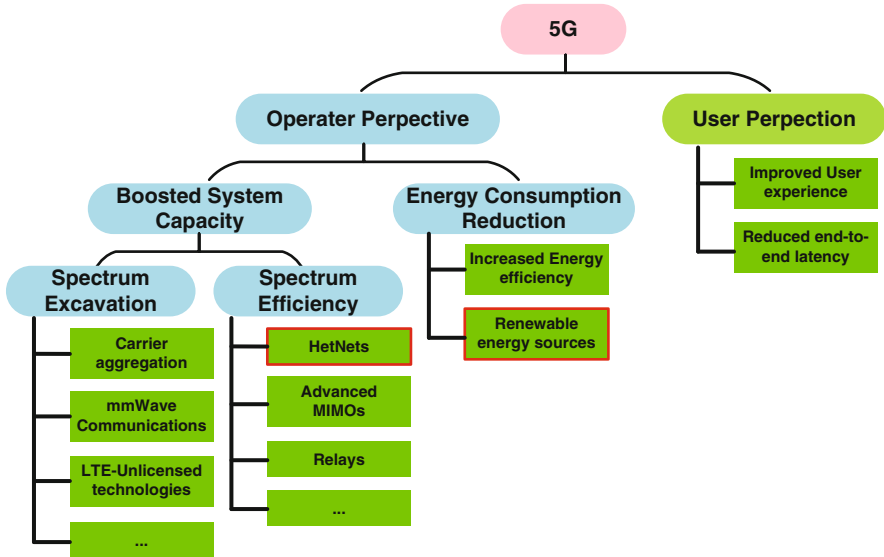 5G
Operater Perpective
User Perpection
Boosted System
Capacity
Energy Consumption
Reduction
Improved User
experience
Reduced end-to-
end latency
Spectrum
Excavation
Spectrum
Efficiency
Increased Energy
efficiency
Renewable
energy sources
Carrier
aggregation
mmWave
Communications
LTE-Unlicensed
technologies
...
HetNets
Advanced
MIMOs
Relays
...